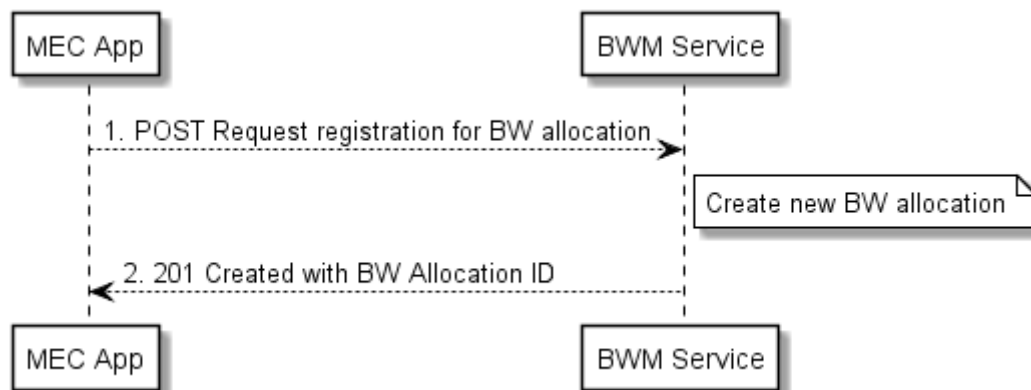 MEC App
BWM Service
1. POST Request registration for BW allocation
Create new BW allocation
2. 201 Created with BW Allocation ID
MEC App
BWM Service